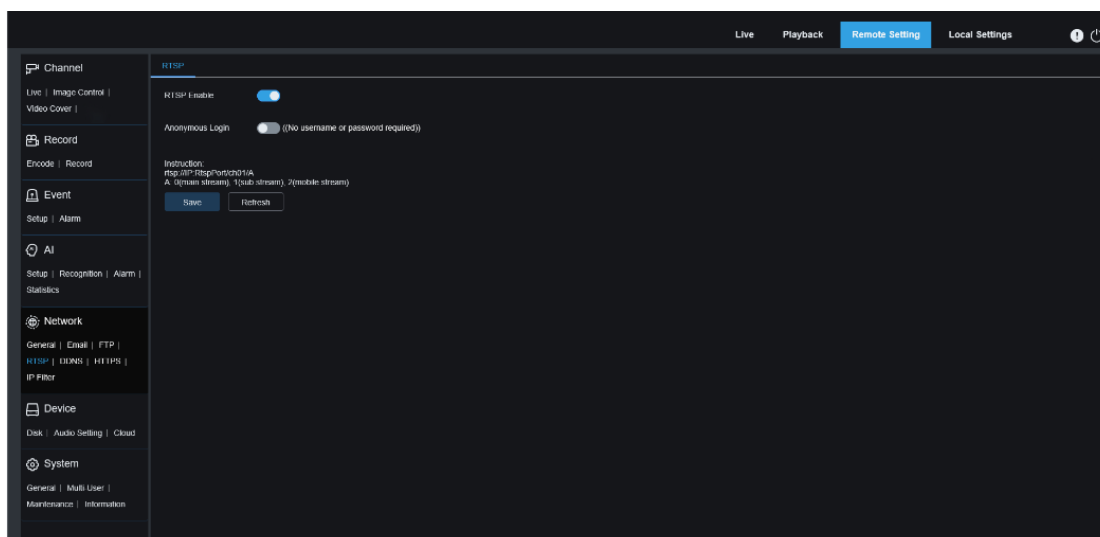 Live Playback Remote Setting Local Settings
Channel
Live | Image Control |
Video Cover |
Record
Encode | Record
Event
Setup | Alarm
AI
Setup | Recognition | Alarm |
Statistics
Network
General | Email | FTP |
RTSP | DDNS | HTTPS |
IP Filter
Device
Disk | Audio Setting | Cloud
System
General | Multi-User |
Maintenance | Information
RTSP
RTSP Enable
Anonymous Login ((No username or password required))
Instruction:
rtsp://IP:RtspPort/ch01/A
A: 0(main stream), 1(sub stream), 2(mobile stream)
Save Refresh